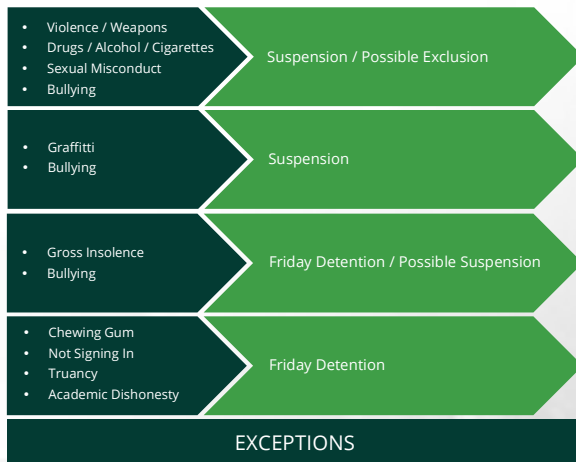 • Violence / Weapons
• Drugs / Alcohol / Cigarettes
• Sexual Misconduct
• Bullying
Suspension / Possible Exclusion
• Graffitti
• Bullying
Suspension
• Gross Insolence
• Bullying
Friday Detention / Possible Suspension
• Chewing Gum
• Not Signing In
• Truancy
• Academic Dishonesty
Friday Detention
EXCEPTIONS